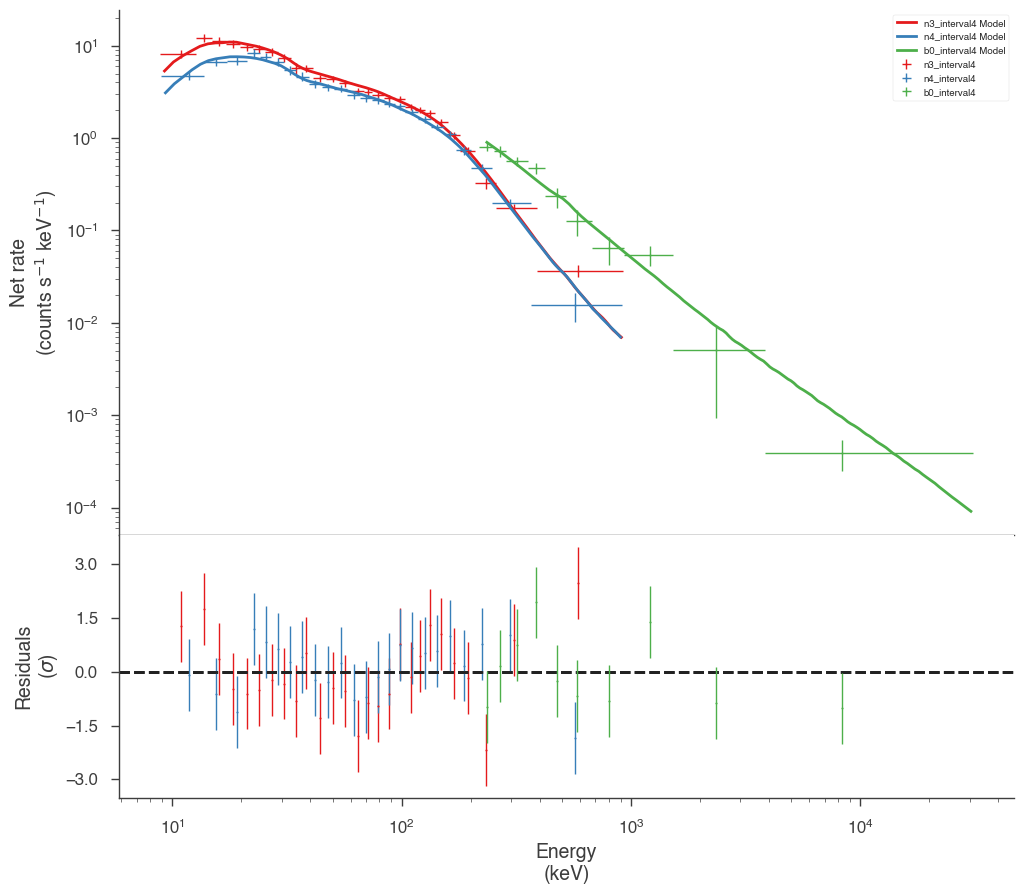 n3_interval4 Model
n4_interval4 Model
b0_interval4 Model
n3_interval4
n4_interval4
b0_interval4
10¹
10⁰
10⁻¹
10⁻²
10⁻³
10⁻⁴
Net rate
(counts s⁻¹ keV⁻¹)
3.0
1.5
0.0
−1.5
−3.0
Residuals
(σ)
10¹ 10² 10³ 10⁴
Energy
(keV)